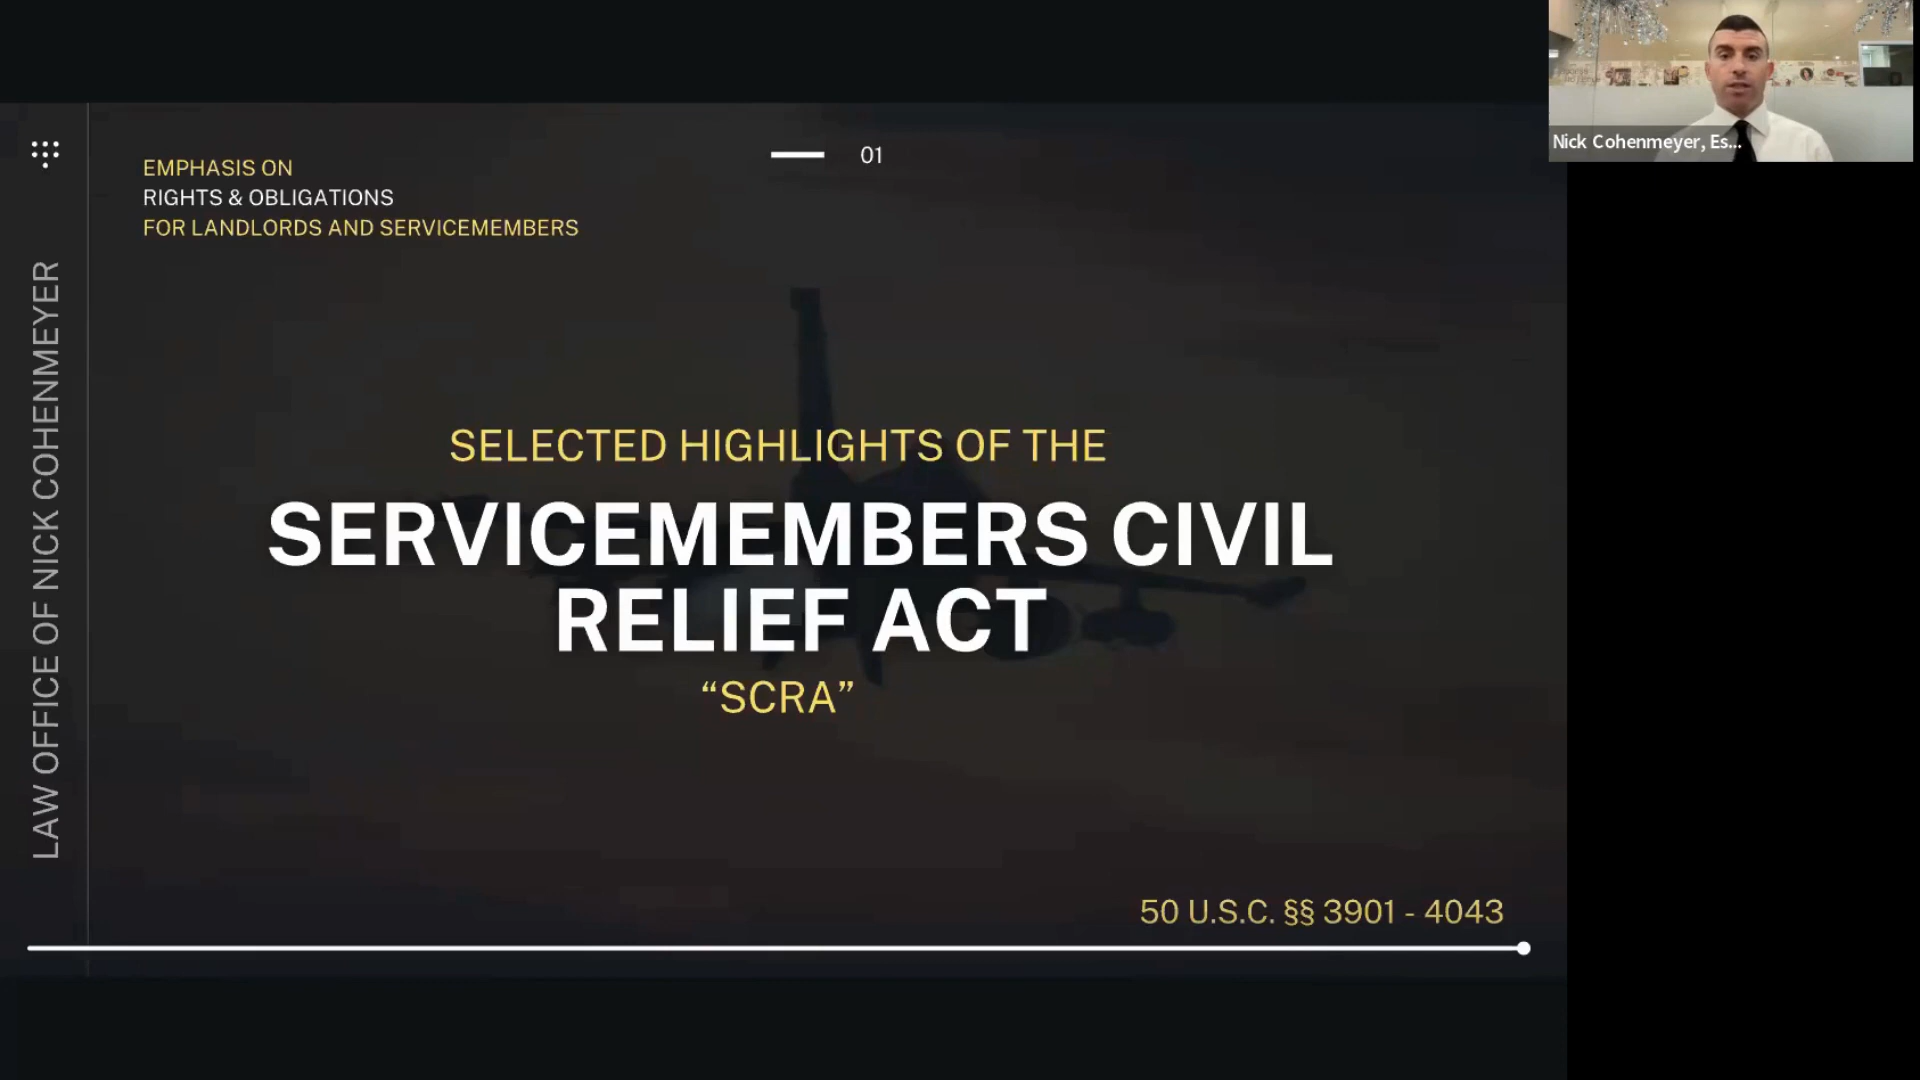 EMPHASIS ON
RIGHTS & OBLIGATIONS
FOR LANDLORDS AND SERVICEMEMBERS
01
Nick Cohenmeyer, Es...
LAW OFFICE OF NICK COHENMEYER
SELECTED HIGHLIGHTS OF THE
SERVICEMEMBERS CIVIL
RELIEF ACT
“SCRA”
50 U.S.C. §§ 3901 - 4043